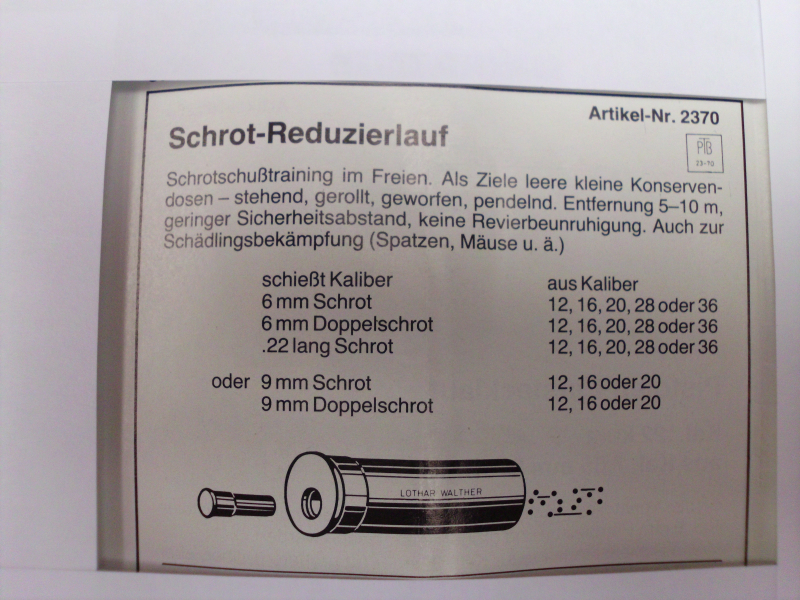 Artikel-Nr. 2370
Schrot-Reduzierlauf
PTB
23-70
Schrotschußtraining im Freien. Als Ziele leere kleine Konserven-
dosen – stehend, gerollt, geworfen, pendelnd. Entfernung 5–10 m,
geringer Sicherheitsabstand, keine Revierbeunruhigung. Auch zur
Schädlingsbekämpfung (Spatzen, Mäuse u. ä.)
schießt Kaliber aus Kaliber
6 mm Schrot 12, 16, 20, 28 oder 36
6 mm Doppelschrot 12, 16, 20, 28 oder 36
.22 lang Schrot 12, 16, 20, 28 oder 36
oder 9 mm Schrot 12, 16 oder 20
9 mm Doppelschrot 12, 16 oder 20
LOTHAR WALTHER